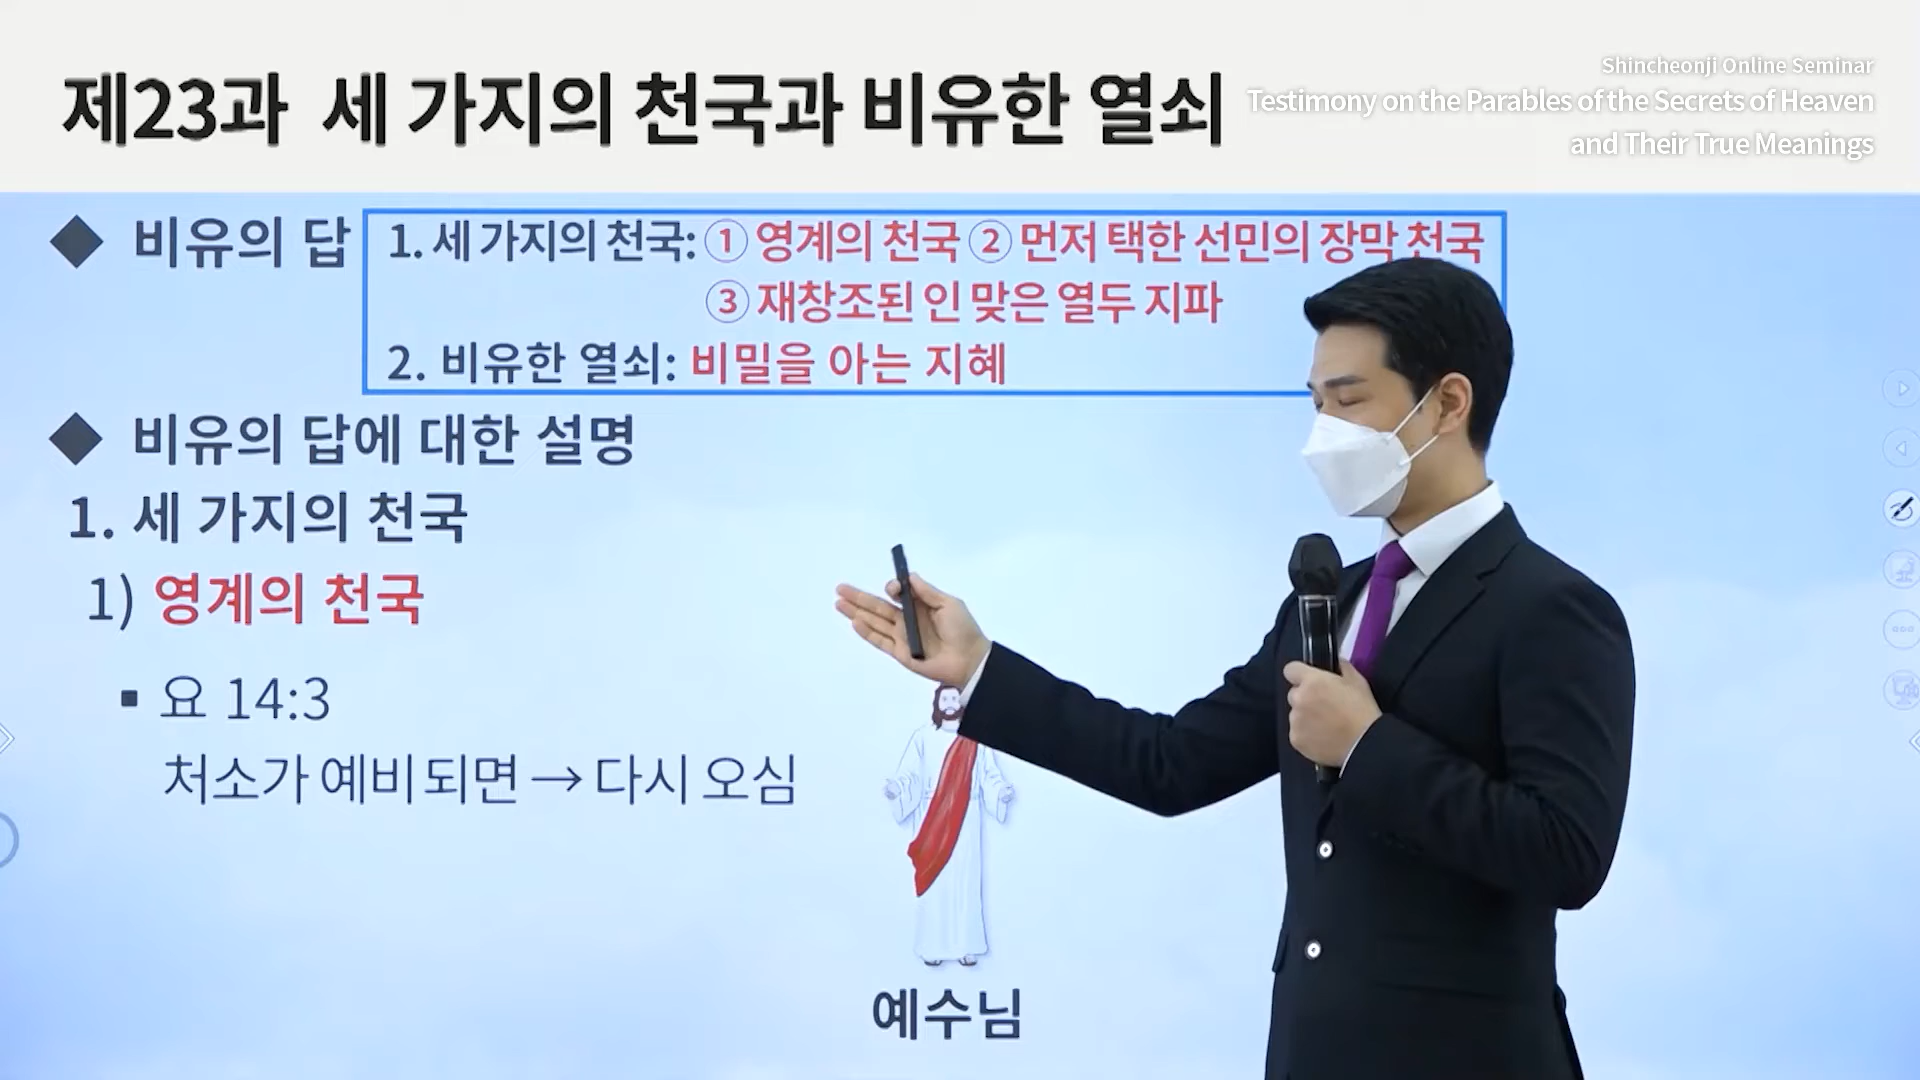 제23과 세 가지의 천국과 비유한 열쇠
Shincheonji Online Seminar
Testimony on the Parables of the Secrets of Heaven
and Their True Meanings
◆ 비유의 답
1. 세 가지의 천국: ① 영계의 천국 ② 먼저 택한 선민의 장막 천국
③ 재창조된 인 맞은 열두 지파
2. 비유한 열쇠: 비밀을 아는 지혜
◆ 비유의 답에 대한 설명
1. 세 가지의 천국
1) 영계의 천국
▪ 요 14:3
처소가 예비되면 → 다시 오심
예수님